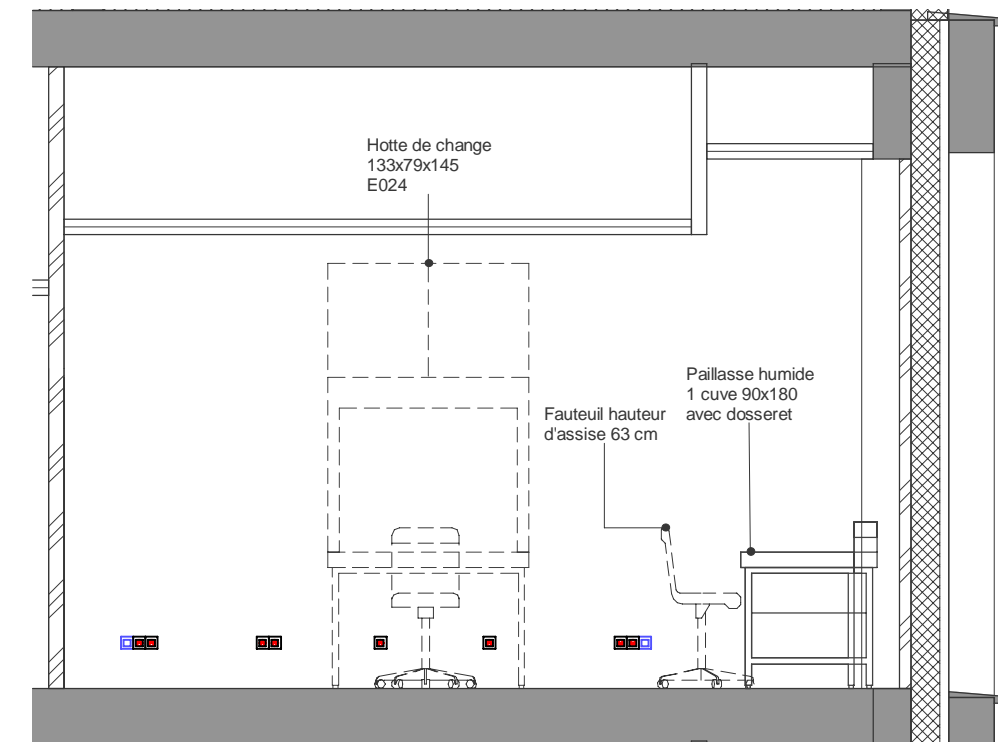 Hotte de change
133x79x145
E024
Paillasse humide
1 cuve 90x180
avec dosseret
Fauteuil hauteur
d'assise 63 cm